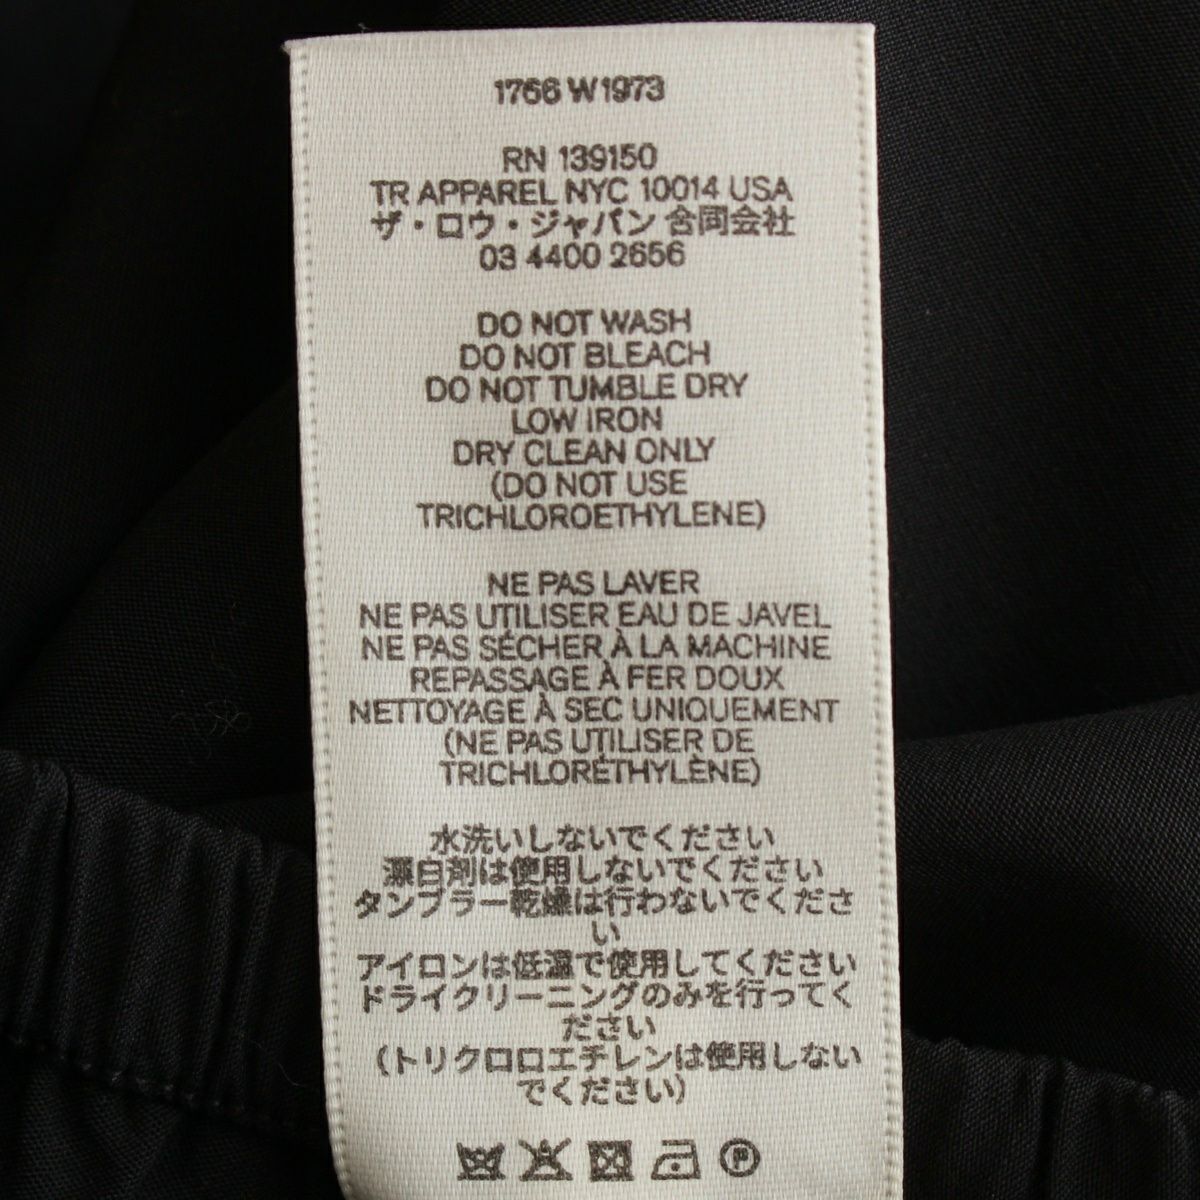 1766 W1973
RN 139150
TR APPAREL NYC 10014 USA
ザ・ロウ・ジャパン 合同会社
03 4400 2656
DO NOT WASH
DO NOT BLEACH
DO NOT TUMBLE DRY
LOW IRON
DRY CLEAN ONLY
(DO NOT USE
TRICHLOROETHYLENE)
NE PAS LAVER
NE PAS UTILISER EAU DE JAVEL
NE PAS SÉCHER À LA MACHINE
REPASSAGE À FER DOUX
NETTOYAGE À SEC UNIQUEMENT
(NE PAS UTILISER DE
TRICHLORÉTHYLÈNE)
水洗いしないでください
漂白剤は使用しないでください
タンブラー乾燥は行わないでくださ
い
アイロンは低温で使用してください
ドライクリーニングのみを行ってく
ださい
（トリクロロエチレンは使用しない
でください）
P